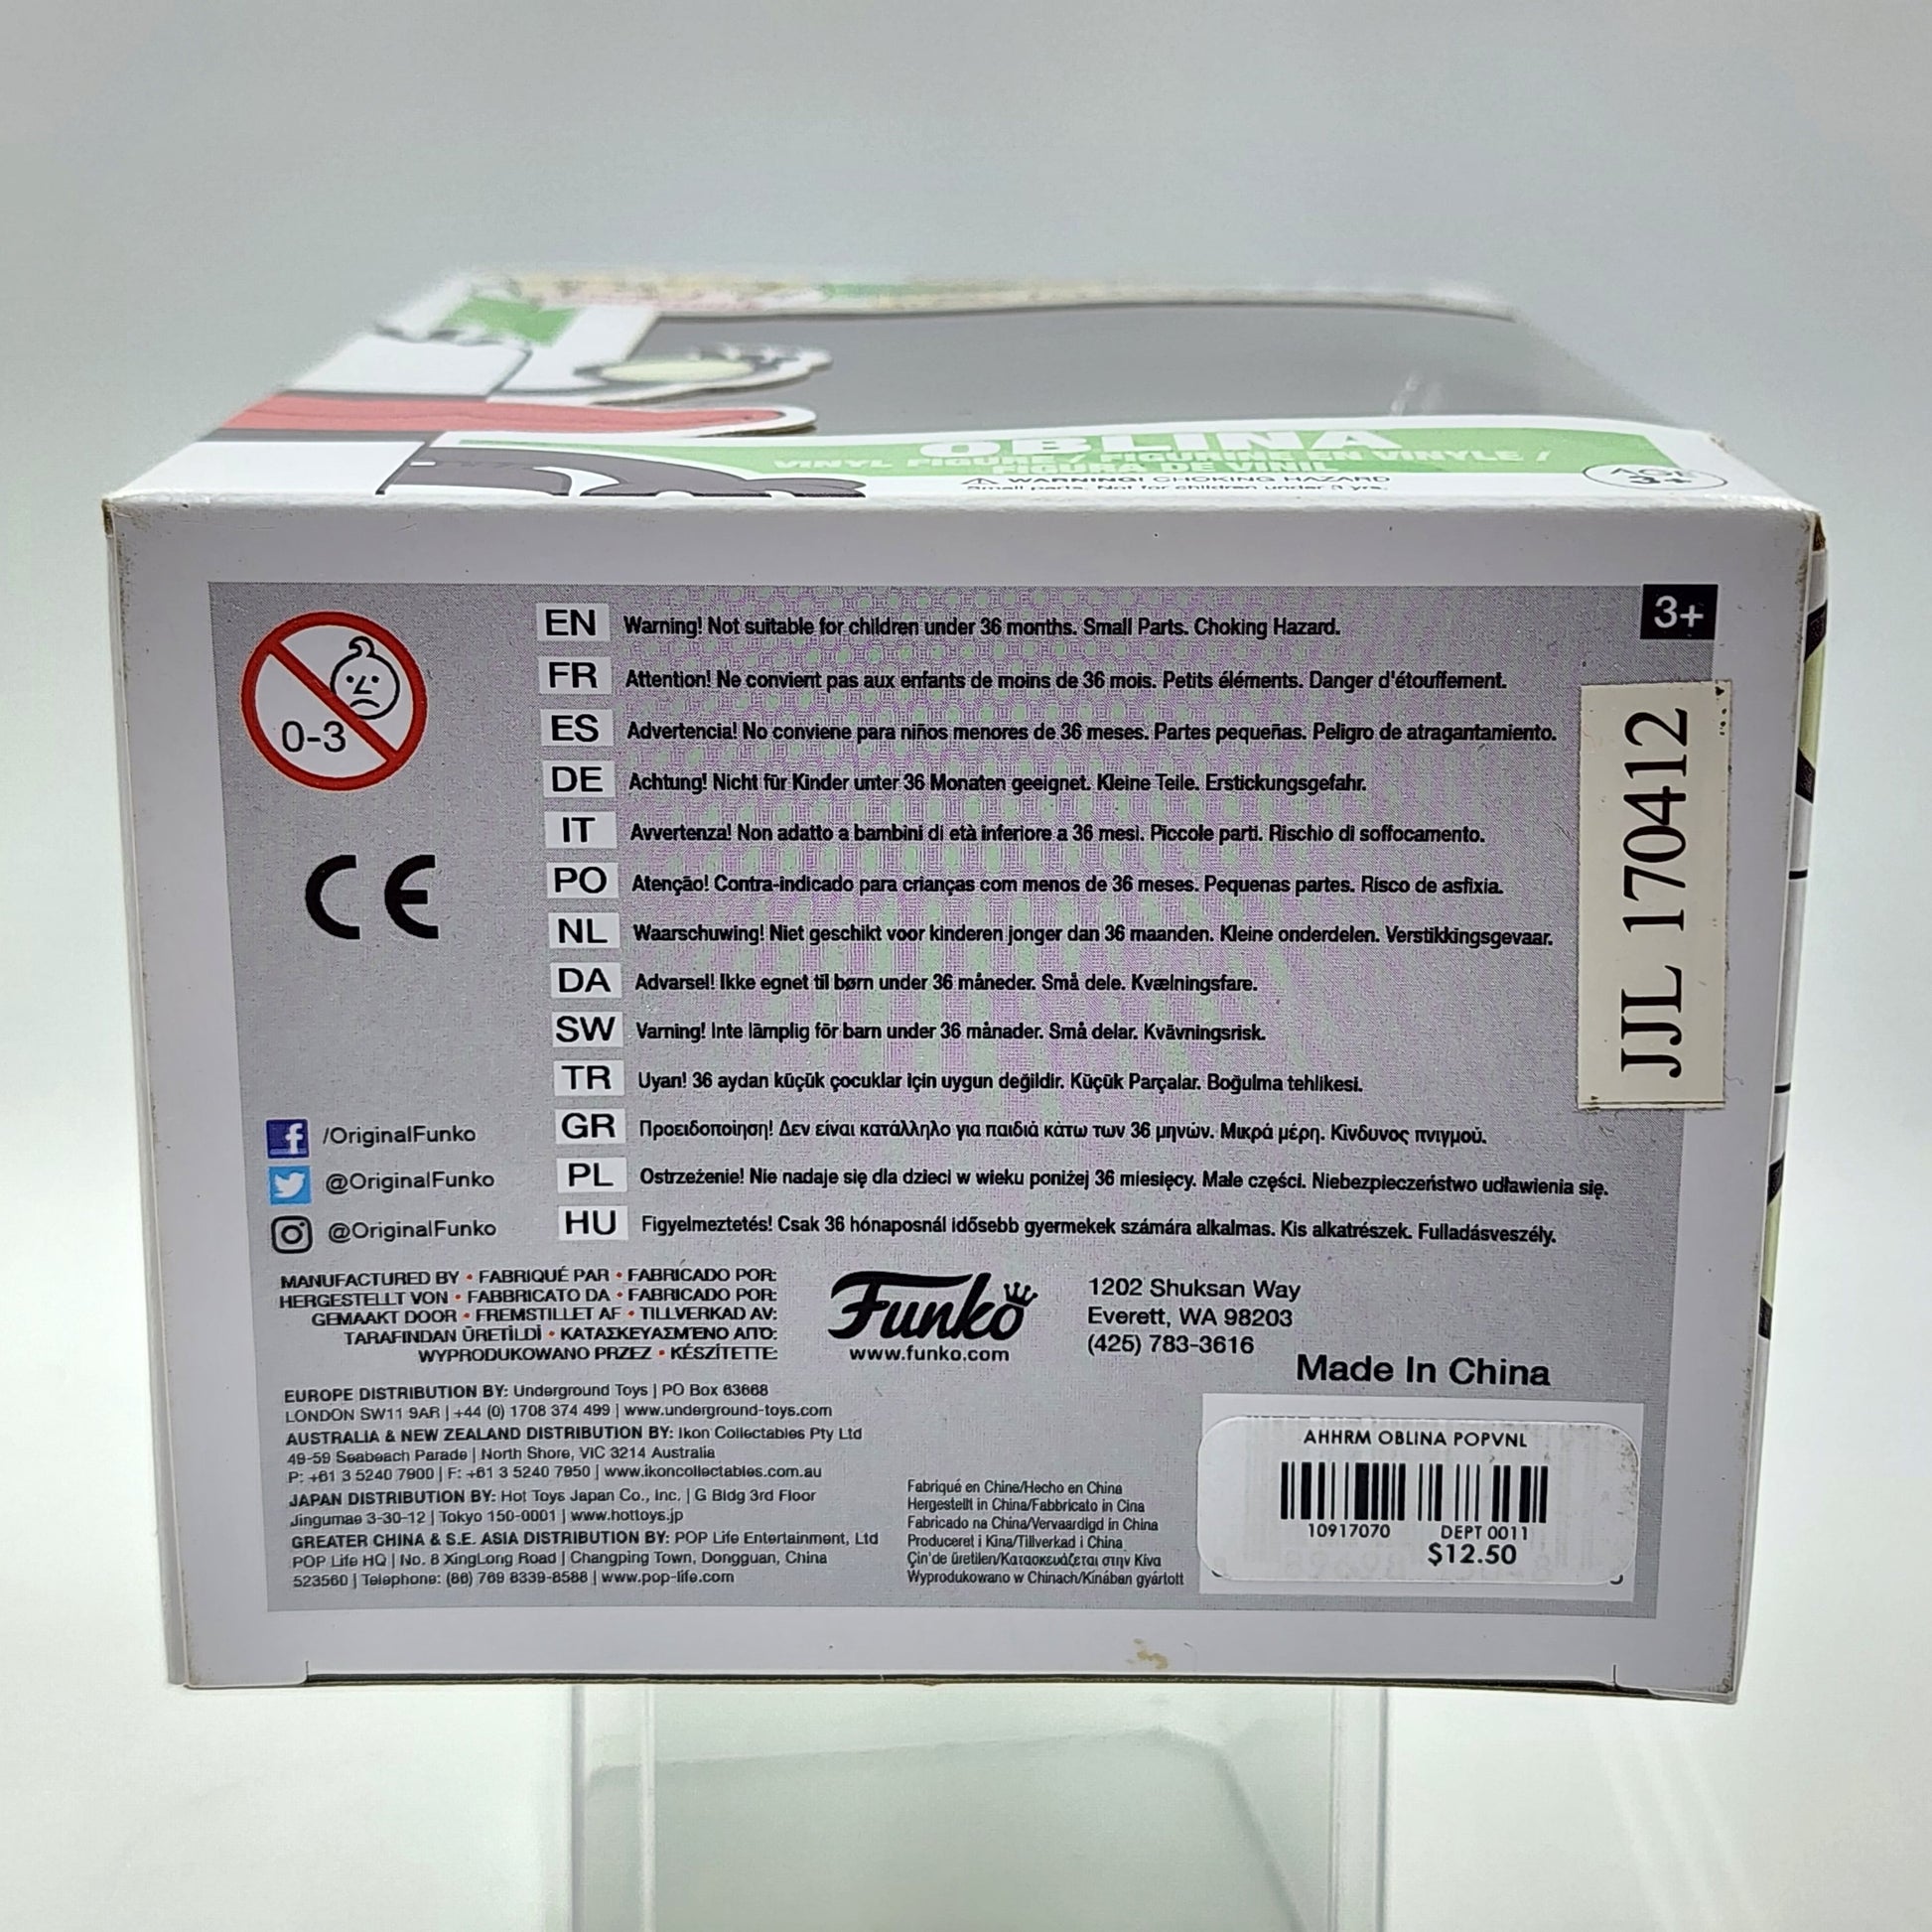 OBLINA
VINYL FIGURE / FIGURINE EN VINYLE /
FIGURA DE VINIL
⚠ WARNING! CHOKING HAZARD
Small parts. Not for children under 3 yrs.
AGE
3+
3+
0-3
EN Warning! Not suitable for children under 36 months. Small Parts. Choking Hazard.
FR Attention! Ne convient pas aux enfants de moins de 36 mois. Petits éléments. Danger d'étouffement.
ES Advertencia! No conviene para niños menores de 36 meses. Partes pequeñas. Peligro de atragantamiento.
DE Achtung! Nicht für Kinder unter 36 Monaten geeignet. Kleine Teile. Erstickungsgefahr.
IT Avvertenza! Non adatto a bambini di età inferiore a 36 mesi. Piccole parti. Rischio di soffocamento.
PO Atenção! Contra-indicado para crianças com menos de 36 meses. Pequenas partes. Risco de asfixia.
NL Waarschuwing! Niet geschikt voor kinderen jonger dan 36 maanden. Kleine onderdelen. Verstikkingsgevaar.
DA Advarsel! Ikke egnet til børn under 36 måneder. Små dele. Kvælningsfare.
SW Varning! Inte lämplig för barn under 36 månader. Små delar. Kvävningsrisk.
TR Uyarı! 36 aydan küçük çocuklar için uygun değildir. Küçük Parçalar. Boğulma tehlikesi.
GR Προειδοποίηση! Δεν είναι κατάλληλο για παιδιά κάτω των 36 μηνών. Μικρά μέρη. Κίνδυνος πνιγμού.
PL Ostrzeżenie! Nie nadaje się dla dzieci w wieku poniżej 36 miesięcy. Małe części. Niebezpieczeństwo udławienia się.
HU Figyelmeztetés! Csak 36 hónaposnál idősebb gyermekek számára alkalmas. Kis alkatrészek. Fulladásveszély.
CE
JJL 170412
/OriginalFunko
@OriginalFunko
@OriginalFunko
MANUFACTURED BY • FABRIQUÉ PAR • FABRICADO POR:
HERGESTELLT VON • FABBRICATO DA • FABRICADO POR:
GEMAAKT DOOR • FREMSTILLET AF • TILLVERKAD AV:
TARAFINDAN ÜRETİLDİ • ΚΑΤΑΣΚΕΥΑΣΜΈΝΟ ΑΠΌ:
WYPRODUKOWANO PRZEZ • KÉSZÍTETTE:
Funko
www.funko.com
1202 Shuksan Way
Everett, WA 98203
(425) 783-3616
Made In China
EUROPE DISTRIBUTION BY: Underground Toys | PO Box 63668
LONDON SW11 9AR | +44 (0) 1708 374 499 | www.underground-toys.com
AUSTRALIA & NEW ZEALAND DISTRIBUTION BY: Ikon Collectables Pty Ltd
49-59 Seabeach Parade | North Shore, VIC 3214 Australia
P: +61 3 5240 7900 | F: +61 3 5240 7950 | www.ikoncollectables.com.au
JAPAN DISTRIBUTION BY: Hot Toys Japan Co., Inc. | G Bldg 3rd Floor
Jingumae 3-30-12 | Tokyo 150-0001 | www.hottoys.jp
GREATER CHINA & S.E. ASIA DISTRIBUTION BY: POP Life Entertainment, Ltd
POP Life HQ | No. 8 XingLong Road | Changping Town, Dongguan, China
523560 | Telephone: (86) 769 8339-8588 | www.pop-life.com
Fabriqué en Chine/Hecho en China
Hergestellt in China/Fabbricato in Cina
Fabricado na China/Vervaardigd in China
Produceret i Kina/Tillverkad i China
Çin'de üretilen/Κατασκευάζεται στην Κίνα
Wyprodukowano w Chinach/Kínában gyártott
AHHRM OBLINA POPVNL
10917070 DEPT 0011
$12.50